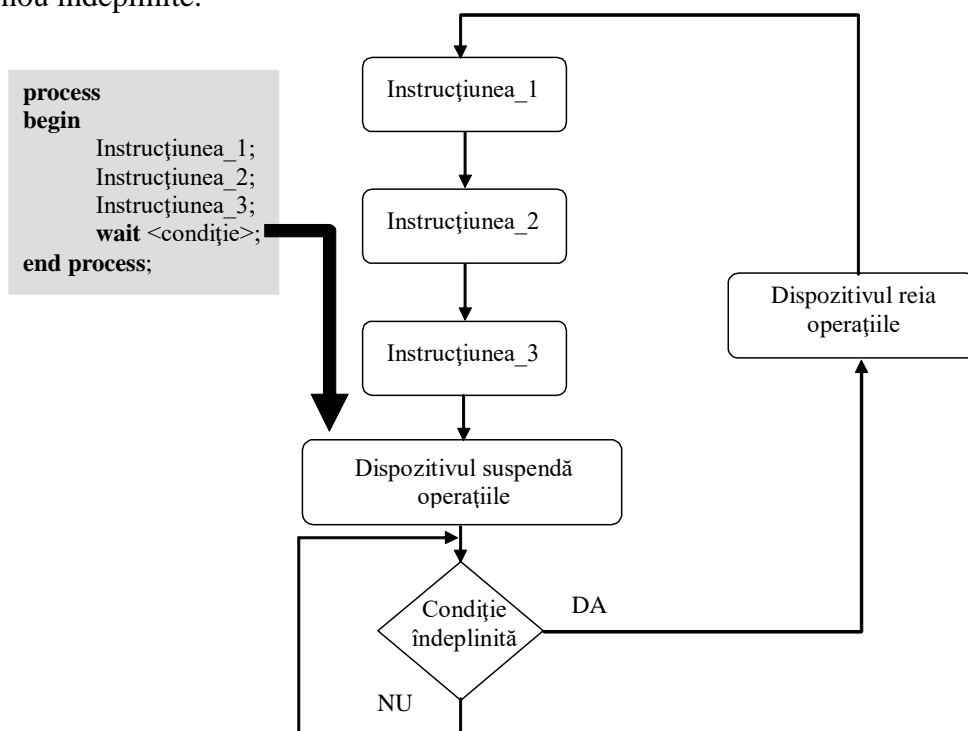 nou îndeplinite.
process
begin
Instrucţiunea_1;
Instrucţiunea_2;
Instrucţiunea_3;
wait <condiţie>;
end process;
Instrucţiunea_1
Instrucţiunea_2
Instrucţiunea_3
Dispozitivul suspendă
operaţiile
Condiţie
îndeplinită
DA
NU
Dispozitivul reia
operaţiile